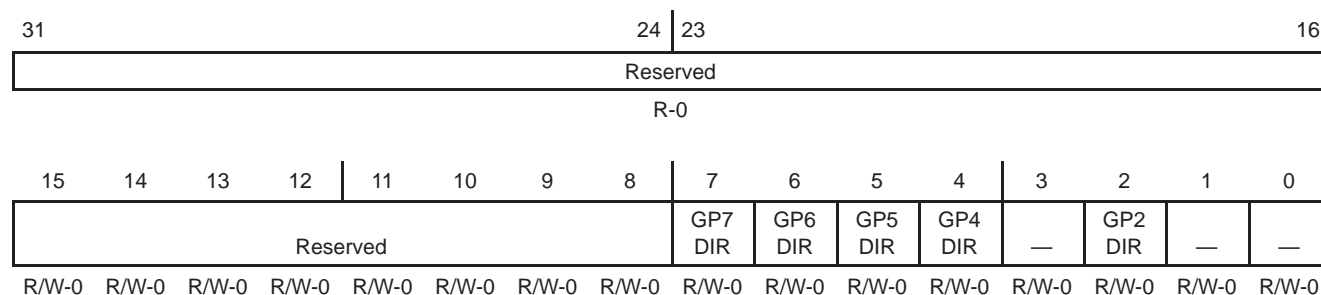 31 24 23 16
Reserved
R-0
15 14 13 12 11 10 9 8 7 6 5 4 3 2 1 0
GP7 GP6 GP5 GP4 GP2
Reserved DIR DIR DIR DIR — DIR — —
R/W-0 R/W-0 R/W-0 R/W-0 R/W-0 R/W-0 R/W-0 R/W-0 R/W-0 R/W-0 R/W-0 R/W-0 R/W-0 R/W-0 R/W-0 R/W-0